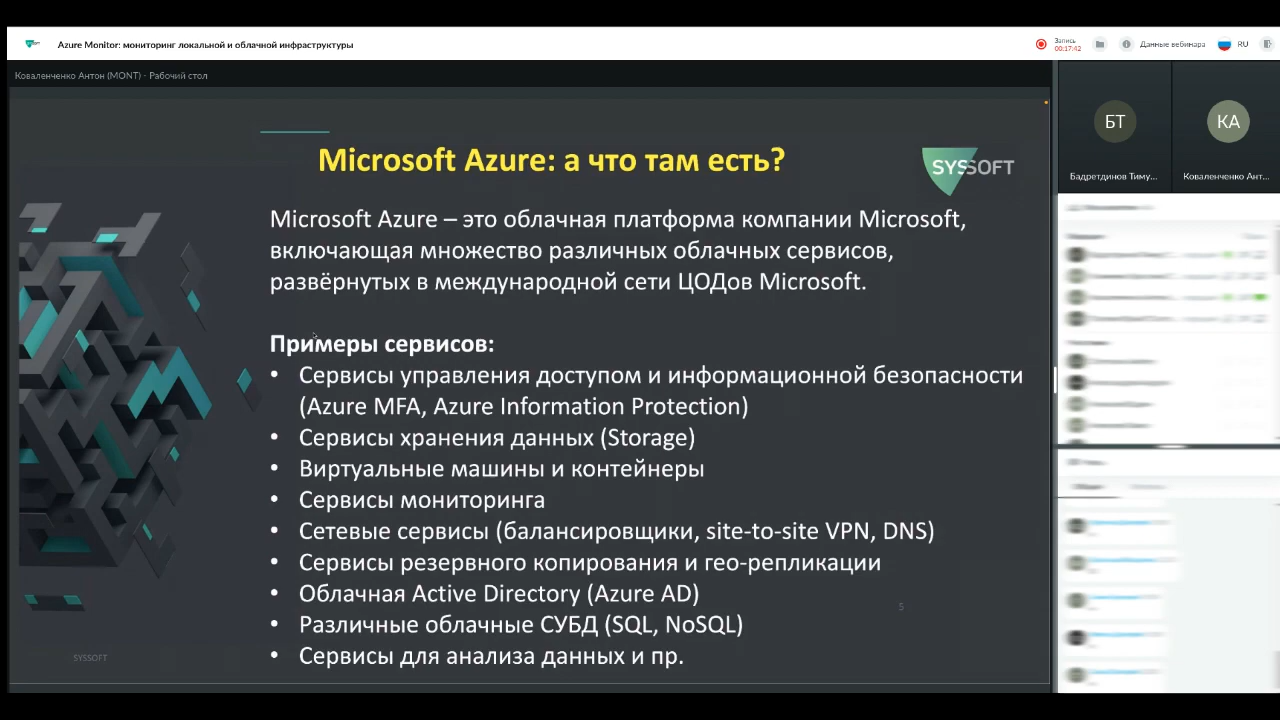 Azure Monitor: мониторинг локальной и облачной инфраструктуры
Запись
00:17:42
Данные вебинара
RU
Коваленченко Антон (MONT) - Рабочий стол
БТ
КА
Бадретдинов Тиму...
Коваленченко Ант...
Microsoft Azure: а что там есть?
SYSSOFT
Microsoft Azure – это облачная платформа компании Microsoft,
включающая множество различных облачных сервисов,
развёрнутых в международной сети ЦОДов Microsoft.
Примеры сервисов:
• Сервисы управления доступом и информационной безопасности
(Azure MFA, Azure Information Protection)
• Сервисы хранения данных (Storage)
• Виртуальные машины и контейнеры
• Сервисы мониторинга
• Сетевые сервисы (балансировщики, site-to-site VPN, DNS)
• Сервисы резервного копирования и гео-репликации
• Облачная Active Directory (Azure AD)
• Различные облачные СУБД (SQL, NoSQL)
• Сервисы для анализа данных и пр.
5
SYSSOFT